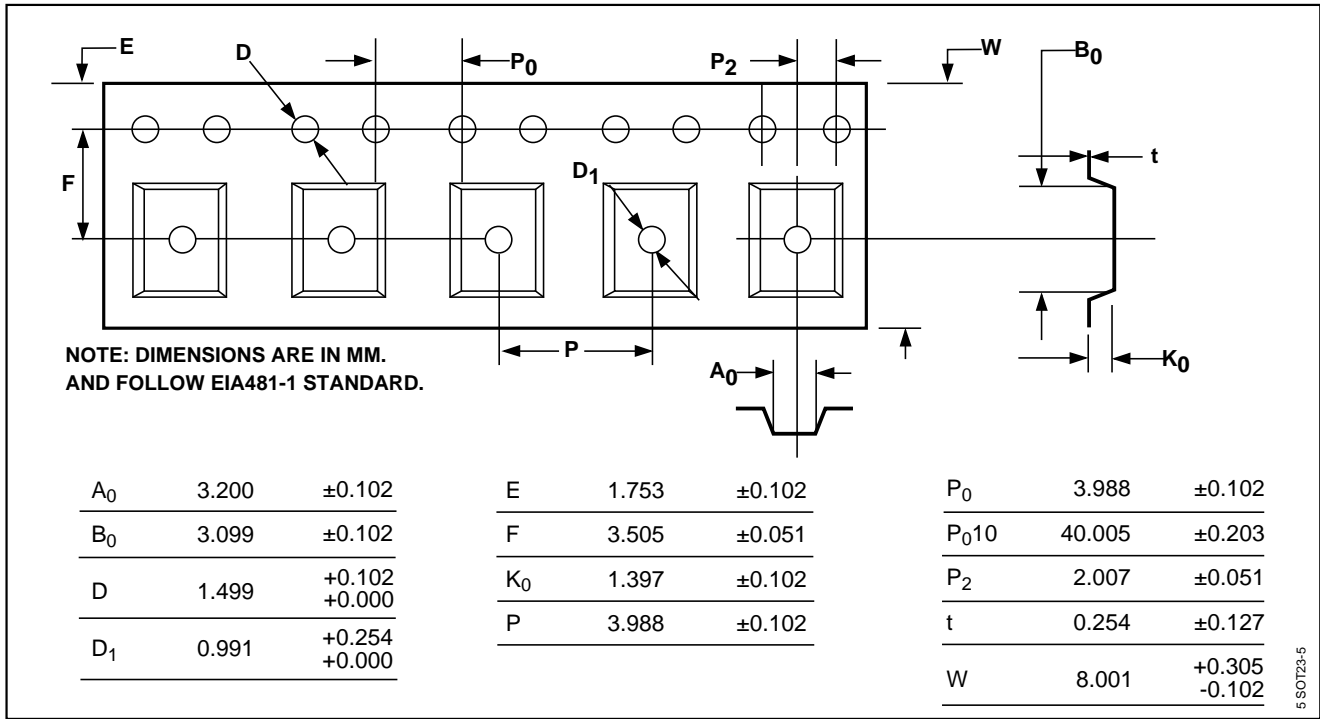 E
D
P0
P2
W
B0
t
F
D1
NOTE: DIMENSIONS ARE IN MM.
AND FOLLOW EIA481-1 STANDARD.
P
A0
K0
A0 3.200 ±0.102
B0 3.099 ±0.102
D 1.499 +0.102
+0.000
D1 0.991 +0.254
+0.000
E 1.753 ±0.102
F 3.505 ±0.051
K0 1.397 ±0.102
P 3.988 ±0.102
P0 3.988 ±0.102
P010 40.005 ±0.203
P2 2.007 ±0.051
t 0.254 ±0.127
W 8.001 +0.305
-0.102
5 SOT23-5